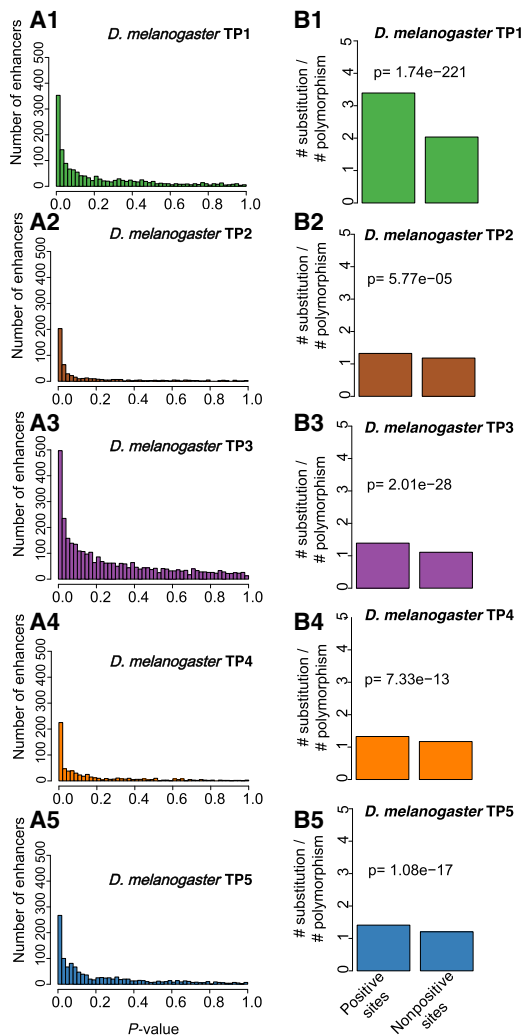 A1
D. melanogaster TP1
Number of enhancers
0 100 200 300 400 500
0.0 0.2 0.4 0.6 0.8 1.0
B1
D. melanogaster TP1
# substitution /
# polymorphism
0 1 2 3 4 5
p= 1.74e−221
A2
D. melanogaster TP2
Number of enhancers
0 100 200 300 400 500
0.0 0.2 0.4 0.6 0.8 1.0
B2
D. melanogaster TP2
# substitution /
# polymorphism
0 1 2 3 4 5
p= 5.77e−05
A3
D. melanogaster TP3
Number of enhancers
0 100 200 300 400 500
0.0 0.2 0.4 0.6 0.8 1.0
B3
D. melanogaster TP3
# substitution /
# polymorphism
0 1 2 3 4 5
p= 2.01e−28
A4
D. melanogaster TP4
Number of enhancers
0 100 200 300 400 500
0.0 0.2 0.4 0.6 0.8 1.0
B4
D. melanogaster TP4
# substitution /
# polymorphism
0 1 2 3 4 5
p= 7.33e−13
A5
D. melanogaster TP5
Number of enhancers
0 100 200 300 400 500
0.0 0.2 0.4 0.6 0.8 1.0
P-value
B5
D. melanogaster TP5
# substitution /
# polymorphism
0 1 2 3 4 5
p= 1.08e−17
Positive
sites
Nonpositive
sites